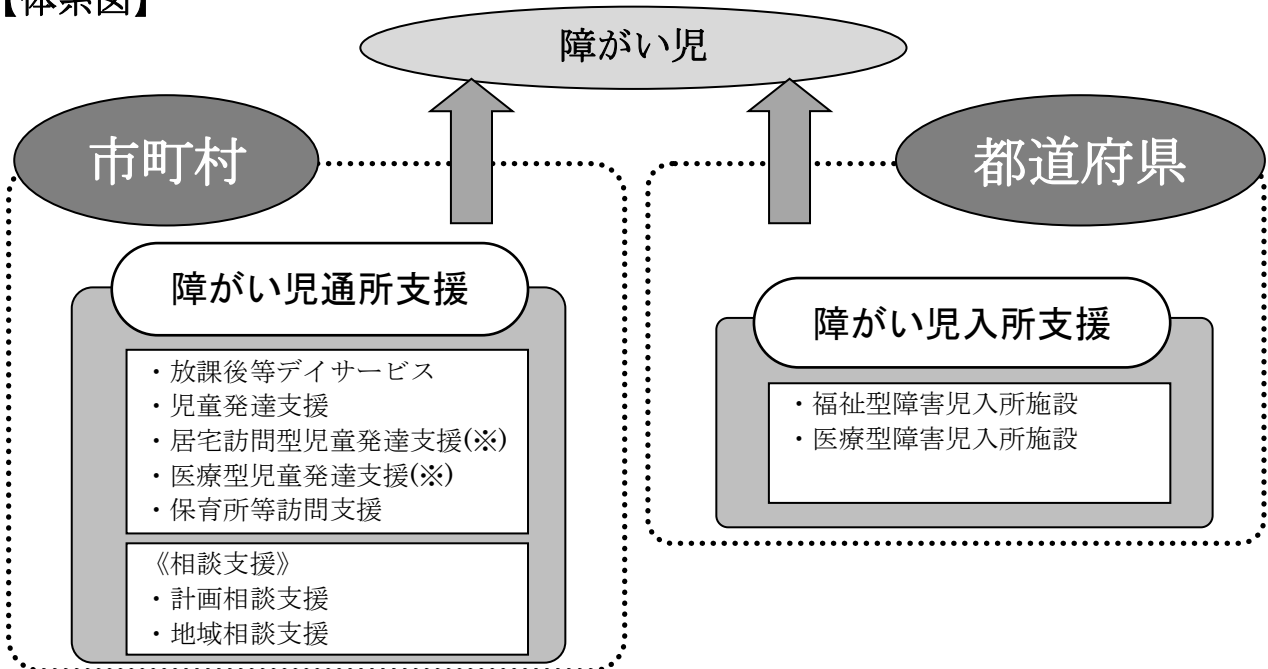 【体系図】
障がい児
市町村
都道府県
障がい児通所支援
・放課後等デイサービス
・児童発達支援
・居宅訪問型児童発達支援(※)
・医療型児童発達支援(※)
・保育所等訪問支援
《相談支援》
・計画相談支援
・地域相談支援
障がい児入所支援
・福祉型障害児入所施設
・医療型障害児入所施設